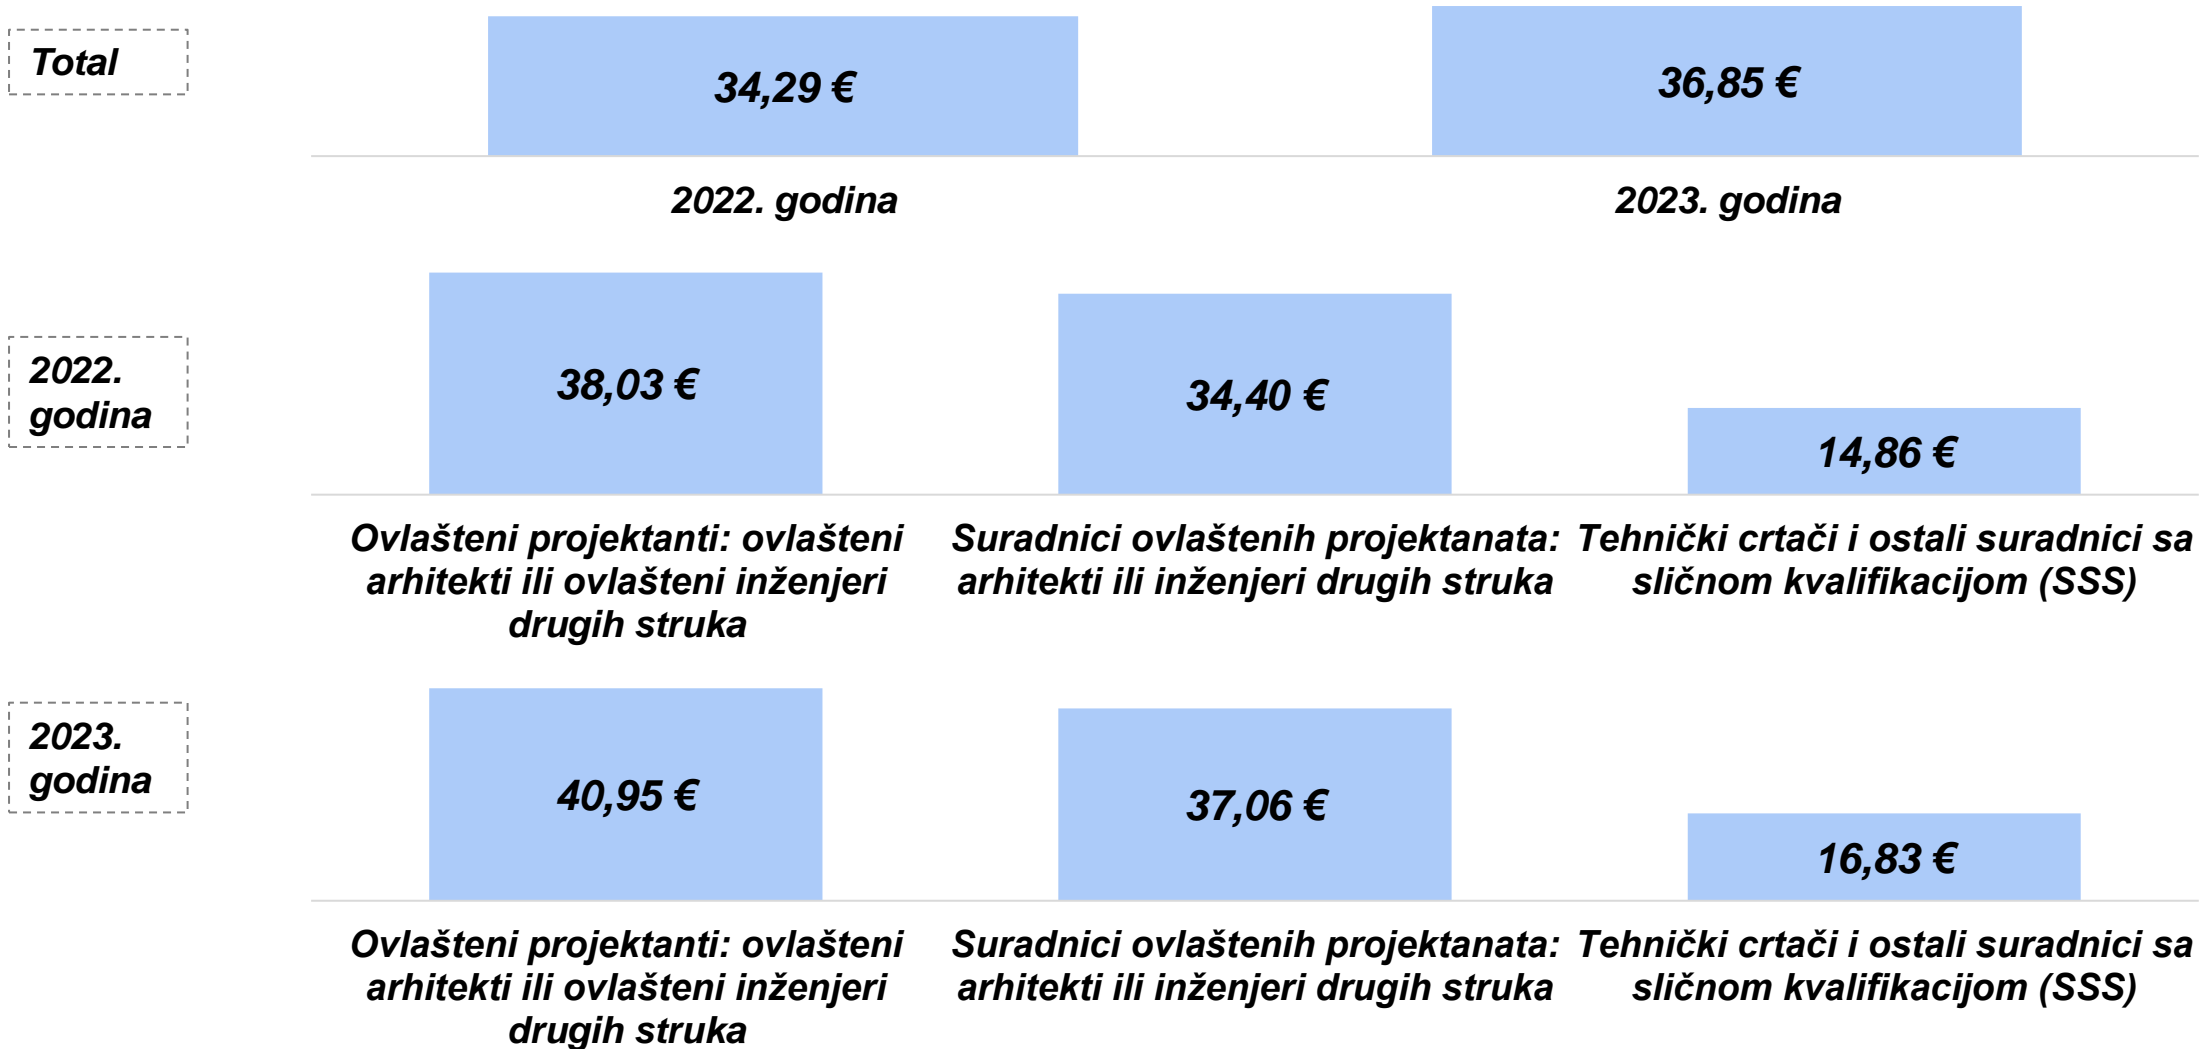 Total
34,29 €
36,85 €
2022. godina
2023. godina
2022.
godina
38,03 €
34,40 €
14,86 €
Ovlašteni projektanti: ovlašteni
arhitekti ili ovlašteni inženjeri
drugih struka
Suradnici ovlaštenih projektanata:
arhitekti ili inženjeri drugih struka
Tehnički crtači i ostali suradnici sa
sličnom kvalifikacijom (SSS)
2023.
godina
40,95 €
37,06 €
16,83 €
Ovlašteni projektanti: ovlašteni
arhitekti ili ovlašteni inženjeri
drugih struka
Suradnici ovlaštenih projektanata:
arhitekti ili inženjeri drugih struka
Tehnički crtači i ostali suradnici sa
sličnom kvalifikacijom (SSS)